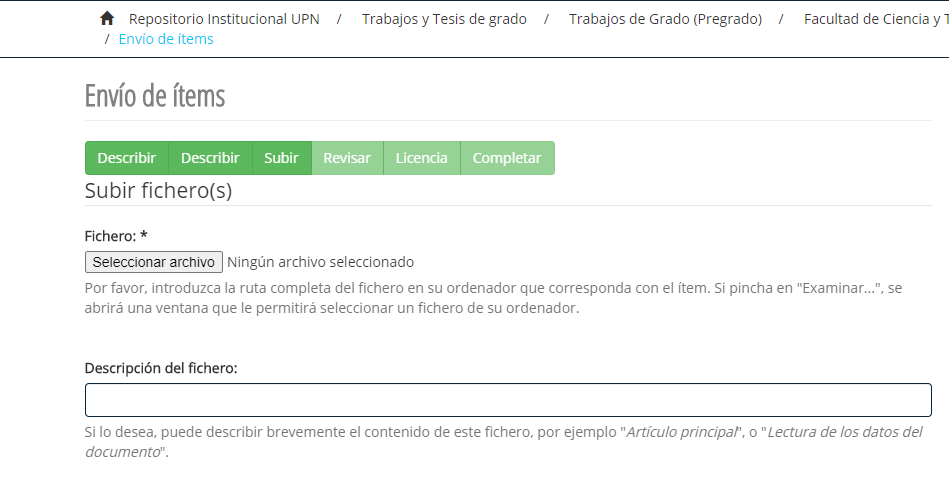 Repositorio Institucional UPN / Trabajos y Tesis de grado / Trabajos de Grado (Pregrado) / Facultad de Ciencia y
/ Envío de ítems
Envío de ítems
Describir Describir Subir Revisar Licencia Completar
Subir fichero(s)
Fichero: *
Seleccionar archivo Ningún archivo seleccionado
Por favor, introduzca la ruta completa del fichero en su ordenador que corresponda con el ítem. Si pincha en "Examinar...", se
abrirá una ventana que le permitirá seleccionar un fichero de su ordenador.
Descripción del fichero:
Si lo desea, puede describir brevemente el contenido de este fichero, por ejemplo "Artículo principal", o "Lectura de los datos del
documento".